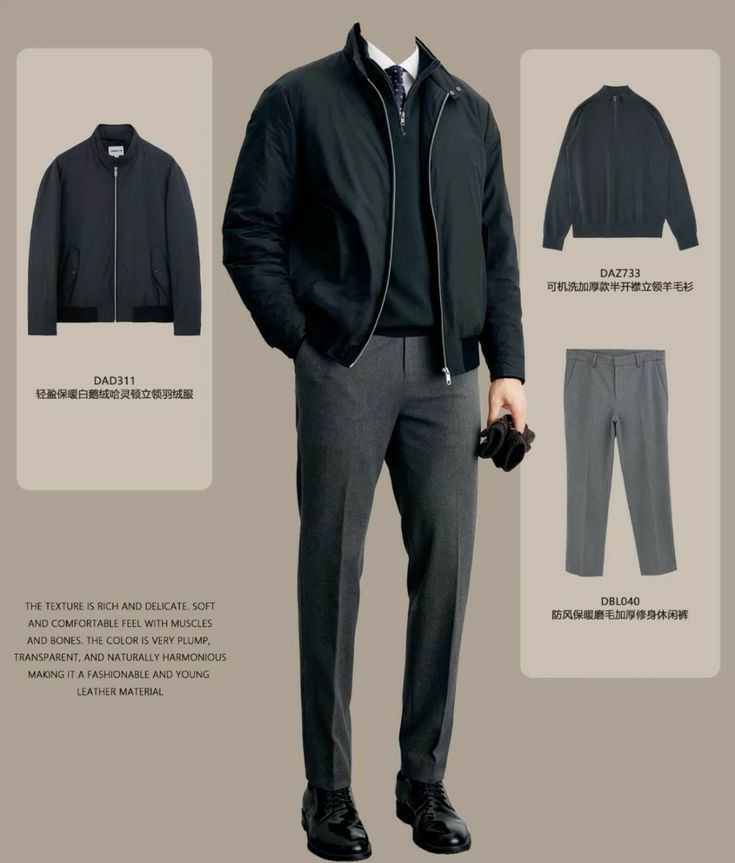 DAD311
轻盈保暖白鹅绒哈灵顿立领羽绒服
DAZ733
可机洗加厚款半开襟立领羊毛衫
DBL040
防风保暖磨毛加厚修身休闲裤
THE TEXTURE IS RICH AND DELICATE. SOFT
AND COMFORTABLE FEEL WITH MUSCLES
AND BONES. THE COLOR IS VERY PLUMP,
TRANSPARENT, AND NATURALLY HARMONIOUS
MAKING IT A FASHIONABLE AND YOUNG
LEATHER MATERIAL